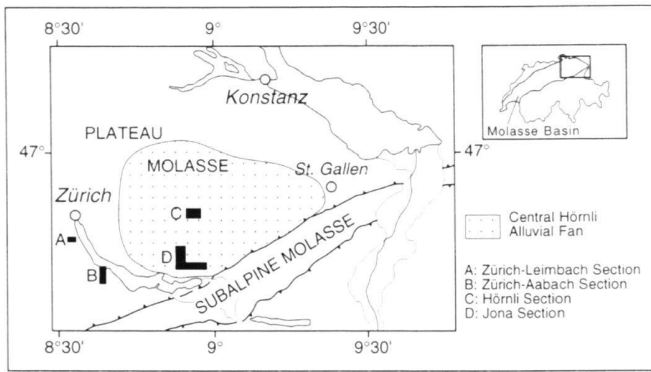 8°30'
9°
9°30'
Konstanz
PLATEAU
Molasse Basin
47°
47°
MOLASSE
St. Gallen
Zürich
C
Central Hörnli
Alluvial Fan
A
D
B
SUBALPINE MOLASSE
A: Zürich-Leimbach Section
B: Zürich-Aabach Section
C: Hörnli Section
D: Jona Section
8°30'
9°
9°30'